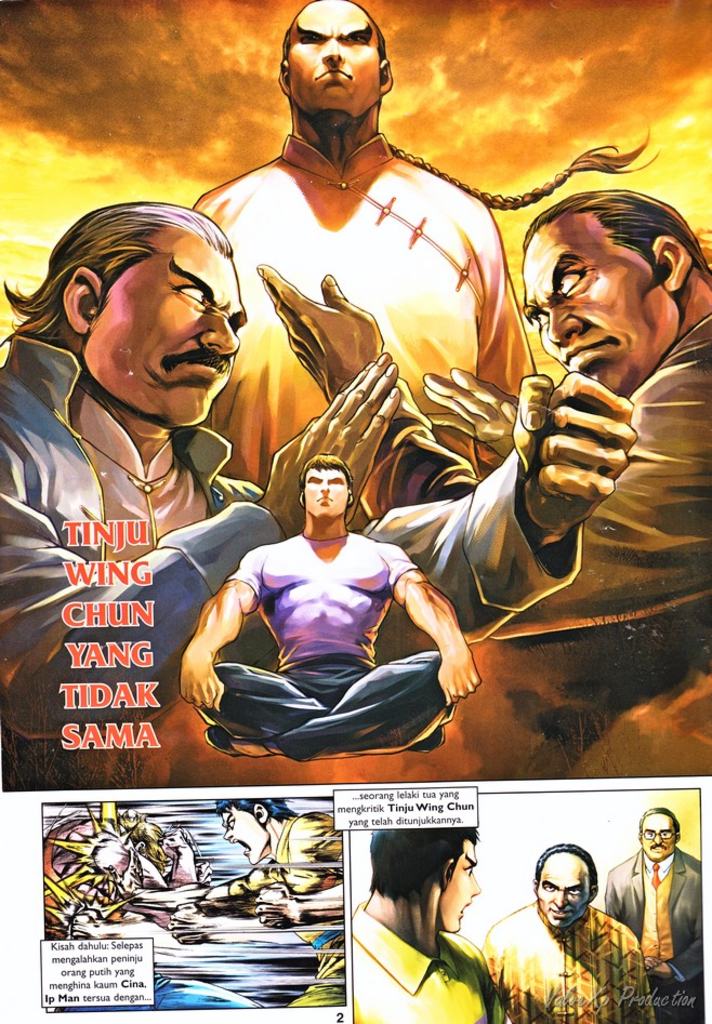 TINJU
WING
CHUN
YANG
TIDAK
SAMA
Kisah dahulu: Selepas
mengalahkan peninju
orang putih yang
menghina kaum Cina,
Ip Man tersua dengan...
...seorang lelaki tua yang
mengkritik Tinju Wing Chun
yang telah ditunjukkannya.
2
Production